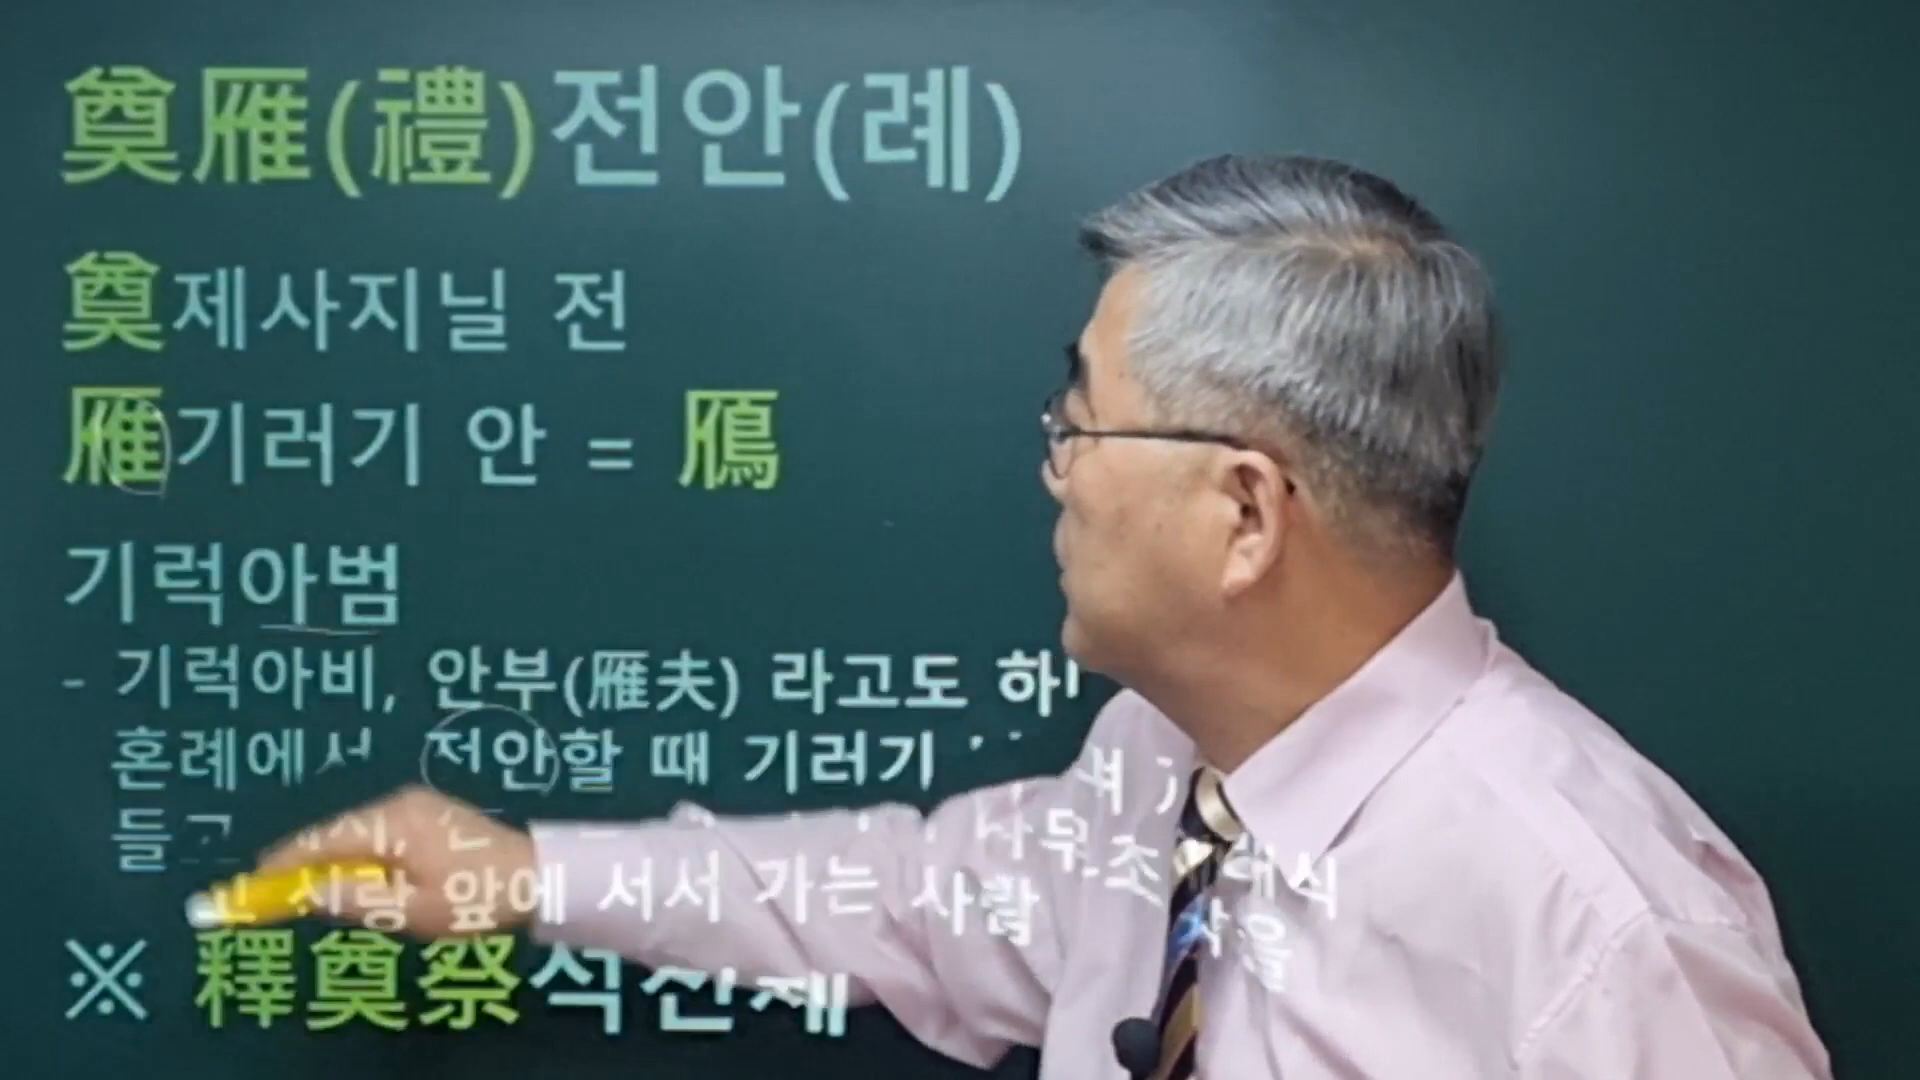 奠雁(禮)전안(례)
奠제사지닐 전
雁기러기 안 = 鴈
기럭아범
- 기럭아비, 안부(雁夫) 라고도 하
혼례에서 전안할 때 기러기
들고
고 신랑 앞에 서서 가는 사람
※ 釋奠祭석전제